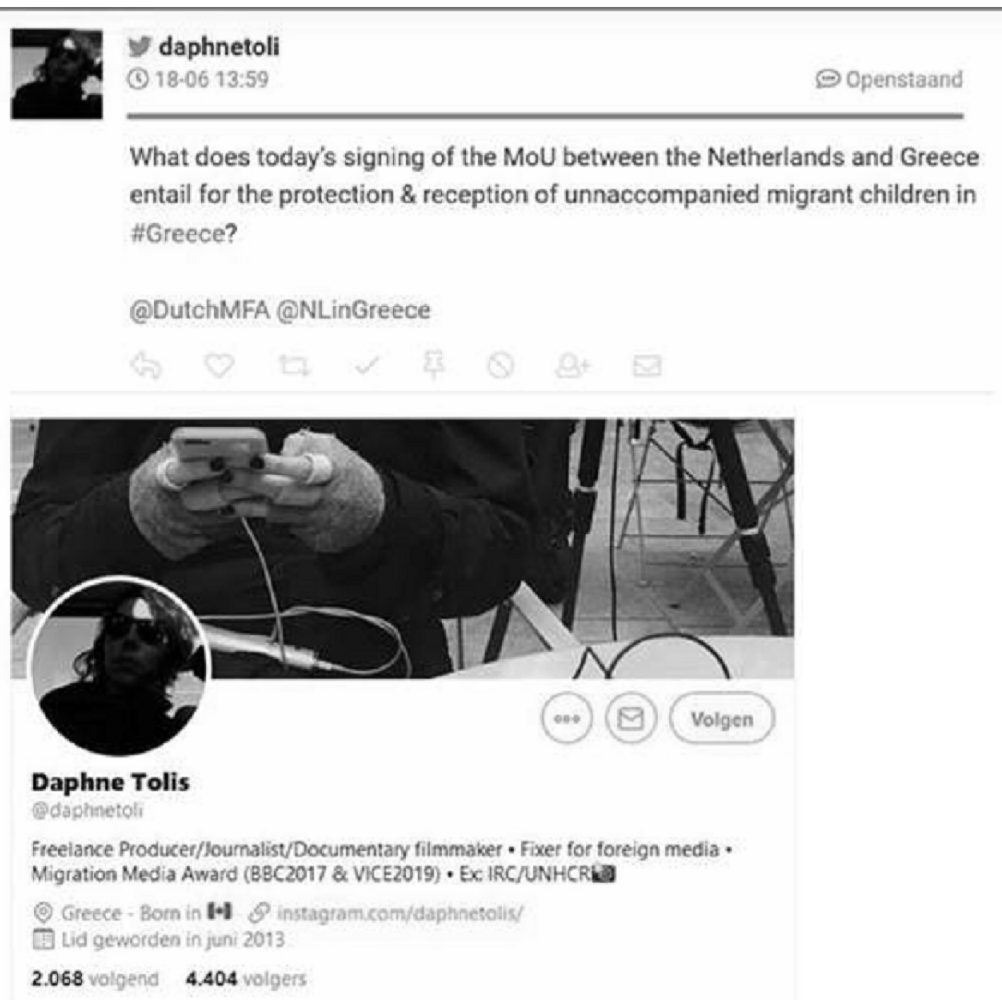 daphnetoli
18-06 13:59
Openstaand
What does today's signing of the MoU between the Netherlands and Greece
entail for the protection & reception of unnaccompanied migrant children in
#Greece?
@DutchMFA @NLinGreece
Volgen
Daphne Tolis
@daphnetoli
Freelance Producer/Journalist/Documentary filmmaker • Fixer for foreign media •
Migration Media Award (BBC2017 & VICE2019) • Ex: IRC/UNHCR
Greece - Born in instagram.com/daphnetolis/
Lid geworden in juni 2013
2.068 volgend 4.404 volgers